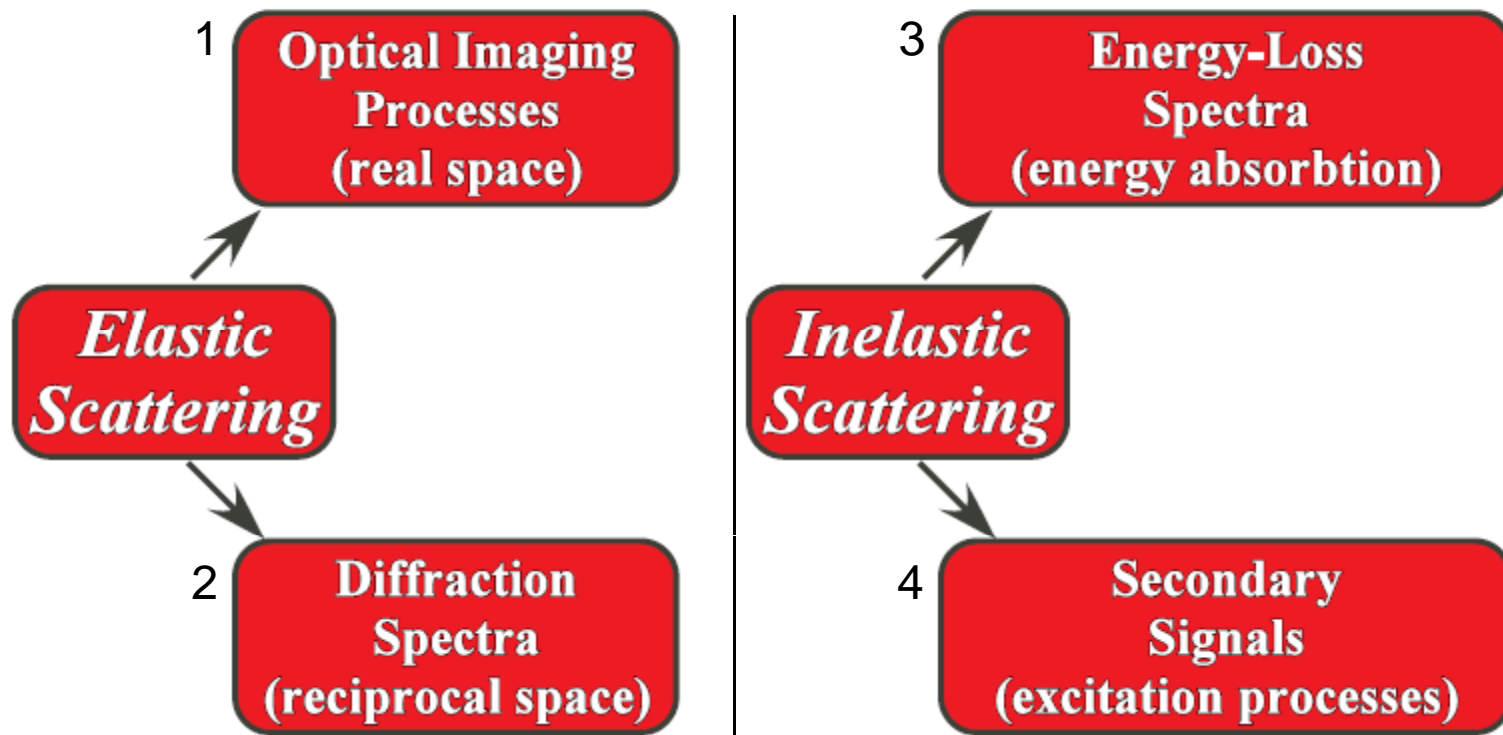 1
Optical Imaging
Processes
(real space)
Elastic
Scattering
2
Diffraction
Spectra
(reciprocal space)
3
Energy-Loss
Spectra
(energy absorbtion)
Inelastic
Scattering
4
Secondary
Signals
(excitation processes)